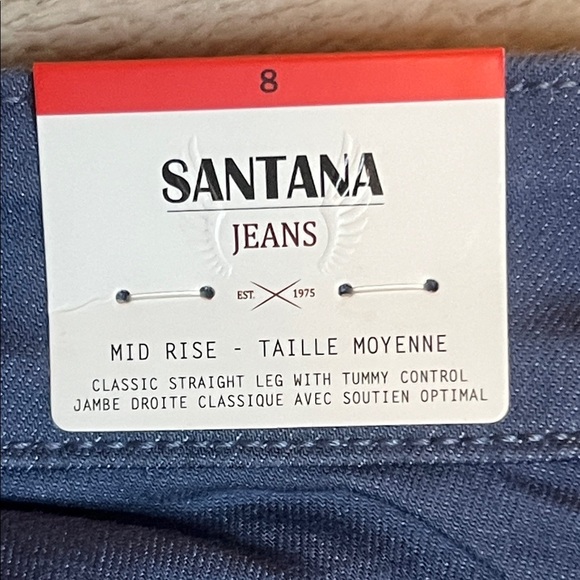 8
SANTANA
JEANS
EST. 1975
MID RISE - TAILLE MOYENNE
CLASSIC STRAIGHT LEG WITH TUMMY CONTROL
JAMBE DROITE CLASSIQUE AVEC SOUTIEN OPTIMAL